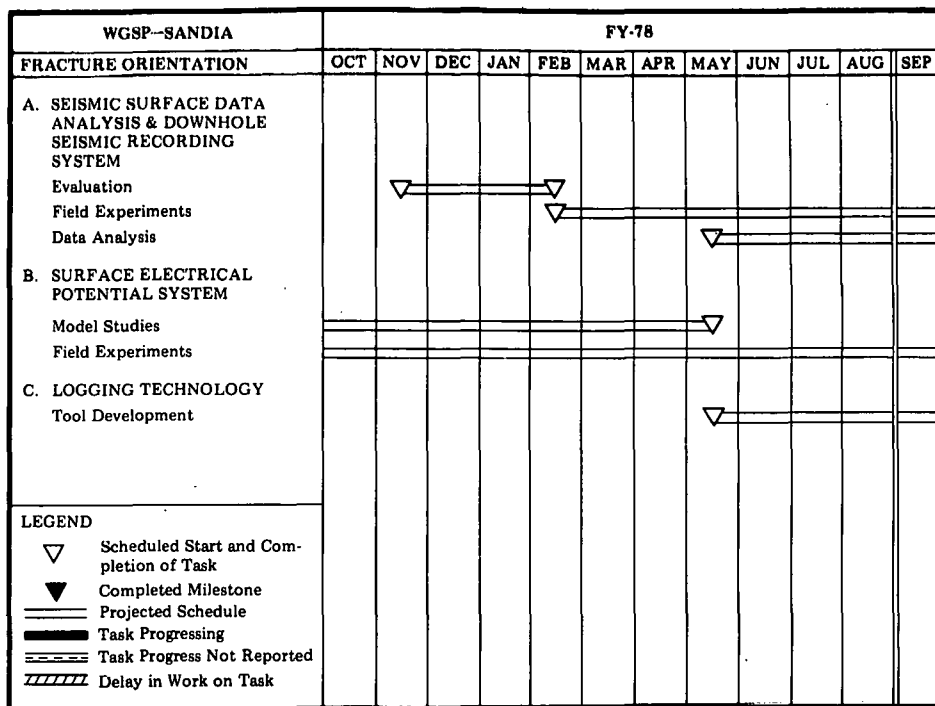 WGSP—SANDIA
FY-78
FRACTURE ORIENTATION
OCT NOV DEC JAN FEB MAR APR MAY JUN JUL AUG SEP
A. SEISMIC SURFACE DATA
ANALYSIS & DOWNHOLE
SEISMIC RECORDING
SYSTEM
Evaluation
Field Experiments
Data Analysis
B. SURFACE ELECTRICAL
POTENTIAL SYSTEM
Model Studies
Field Experiments
C. LOGGING TECHNOLOGY
Tool Development
LEGEND
Scheduled Start and Com-
pletion of Task
Completed Milestone
Projected Schedule
Task Progressing
Task Progress Not Reported
Delay in Work on Task